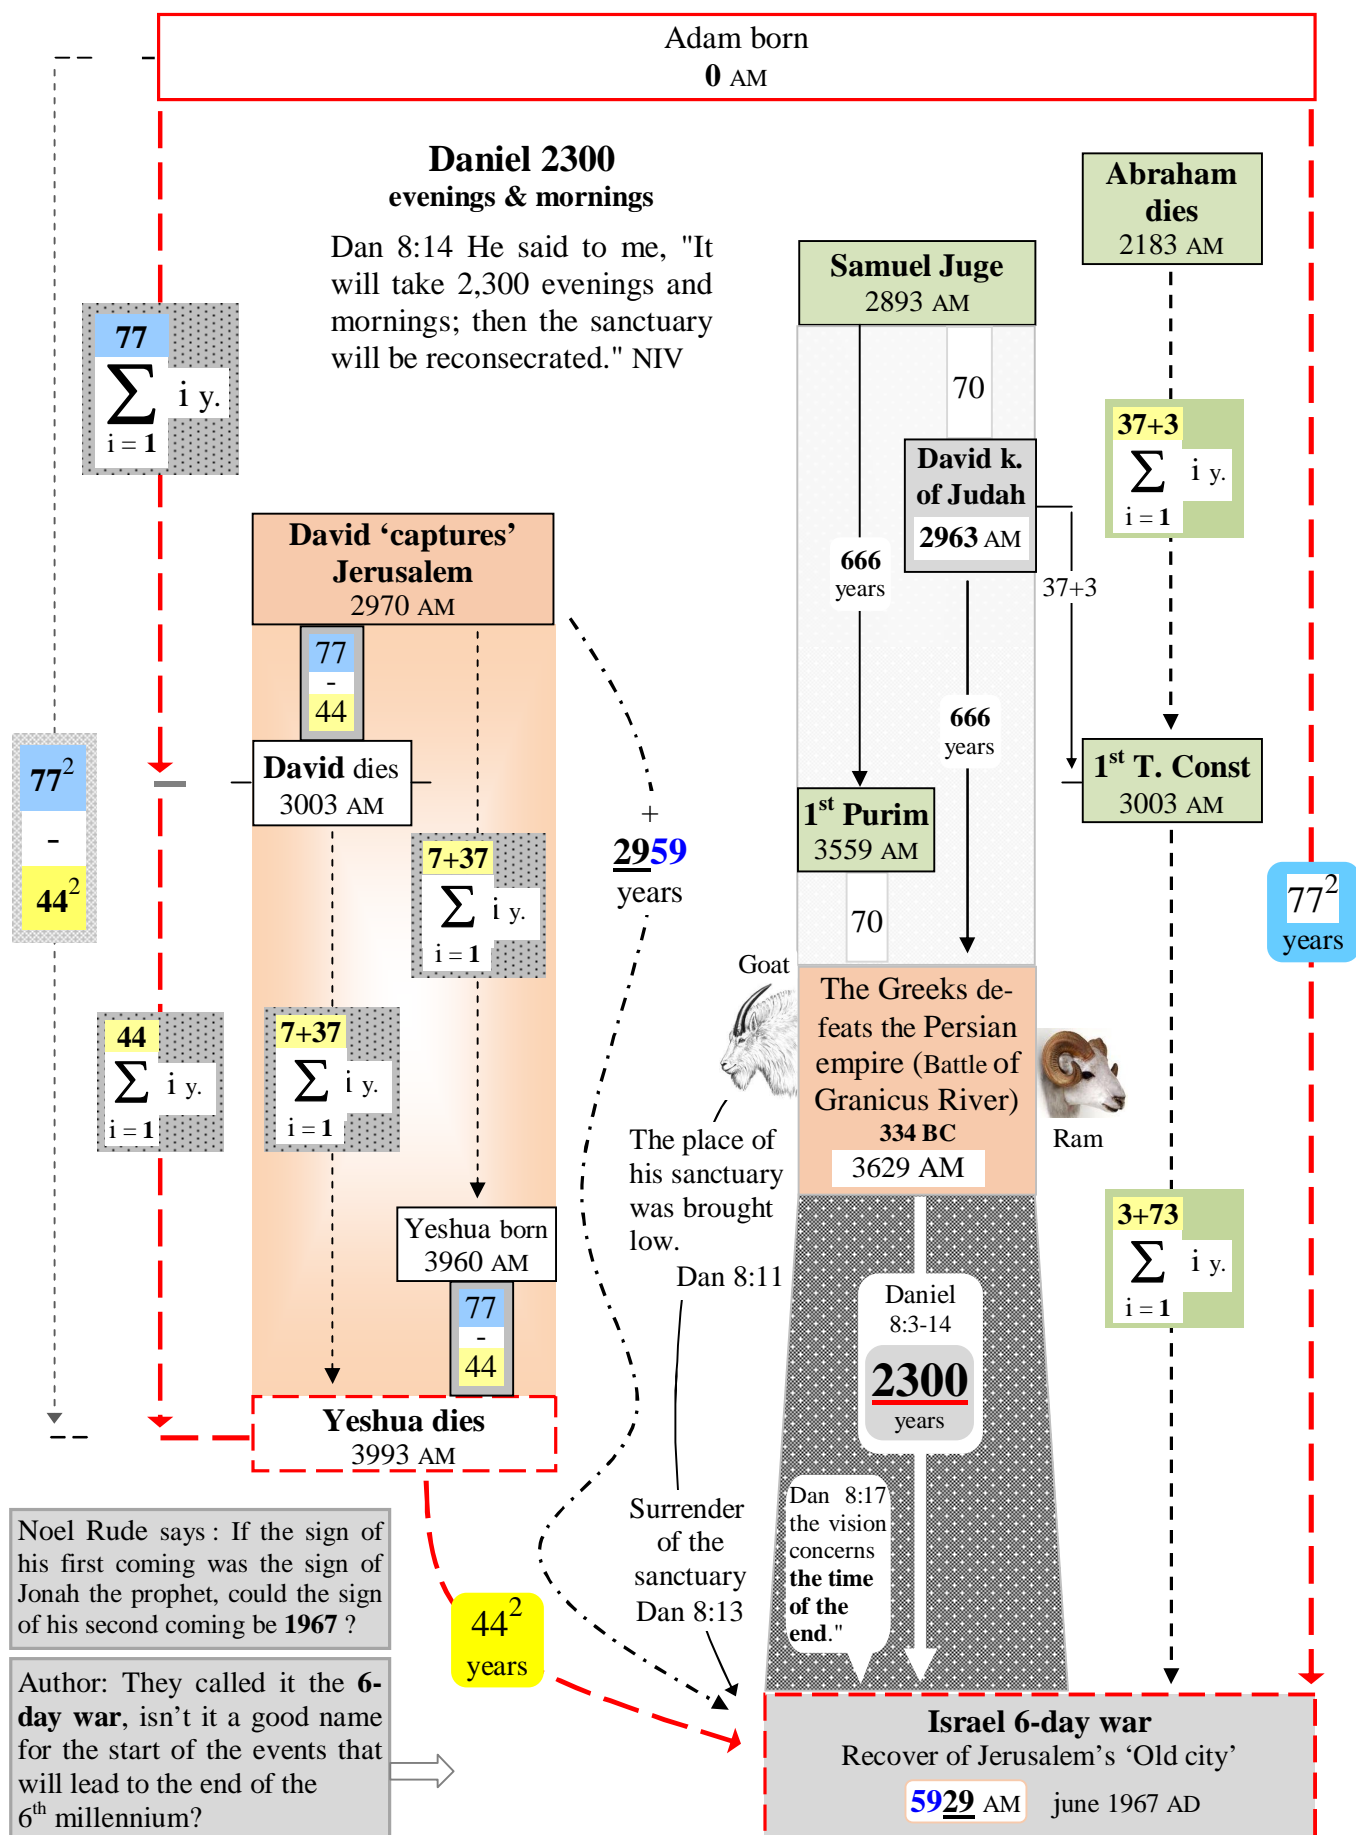 Adam born
0 AM
Daniel 2300
evenings & mornings
Dan 8:14 He said to me, "It
will take 2,300 evenings and
mornings; then the sanctuary
will be reconsecrated." NIV
Abraham
dies
2183 AM
Samuel Juge
2893 AM
77
∑ i y.
i = 1
70
37+3
∑ i y.
i = 1
David k.
of Judah
2963 AM
David ‘captures’
Jerusalem
2970 AM
666
years
37+3
77
-
44
666
years
77²
-
44²
David dies
3003 AM
1st T. Const
3003 AM
1st Purim
3559 AM
+
2959
years
7+37
∑ i y.
i = 1
77²
years
70
Goat
The Greeks de-
feats the Persian
empire (Battle of
Granicus River)
334 BC
3629 AM
Ram
44
∑ i y.
i = 1
7+37
∑ i y.
i = 1
The place of
his sanctuary
was brought
low.
Dan 8:11
Yeshua born
3960 AM
3+73
∑ i y.
i = 1
77
-
44
Daniel
8:3-14
2300
years
Yeshua dies
3993 AM
Dan 8:17
the vision
concerns
the time
of the
end."
Surrender
of the
sanctuary
Dan 8:13
Noel Rude says : If the sign of
his first coming was the sign of
Jonah the prophet, could the sign
of his second coming be 1967 ?
44²
years
Author: They called it the 6-
day war, isn’t it a good name
for the start of the events that
will lead to the end of the
6th millennium?
Israel 6-day war
Recover of Jerusalem’s ‘Old city’
5929 AM june 1967 AD